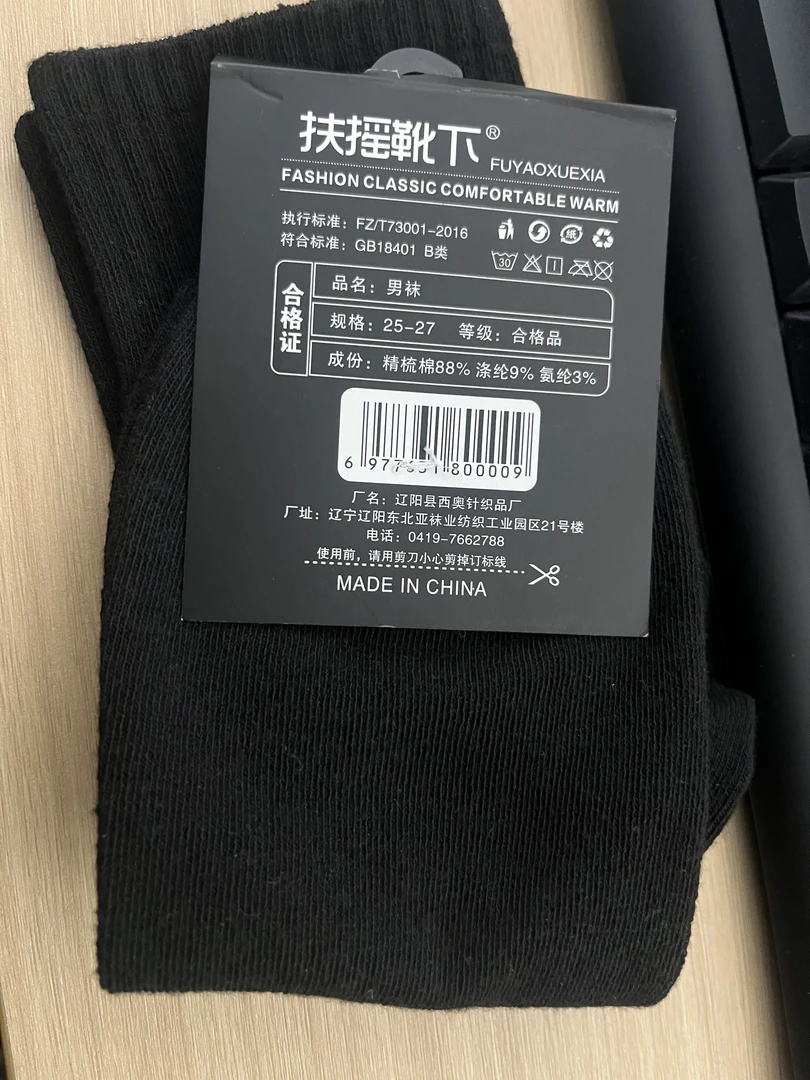 扶摇靴下®
FUYAOXUEXIA
FASHION CLASSIC COMFORTABLE WARM
执行标准：FZ/T73001-2016
符合标准：GB18401 B类
纸
30
合格证
品名：男袜
规格：25-27 等级：合格品
成份：精梳棉88% 涤纶9% 氨纶3%
800009
厂名：辽阳县西奥针织品厂
厂址：辽宁辽阳东北亚袜业纺织工业园区21号楼
电话：0419-7662788
使用前，请用剪刀小心剪掉订标线
MADE IN CHINA